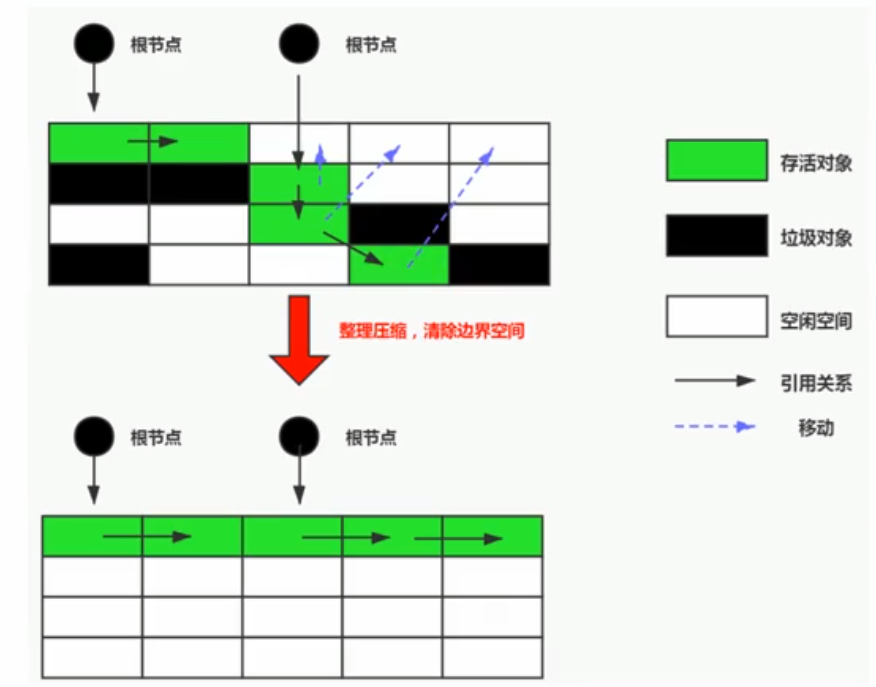 根节点
根节点
存活对象
垃圾对象
空闲空间
整理压缩，清除边界空间
引用关系
移动
根节点
根节点